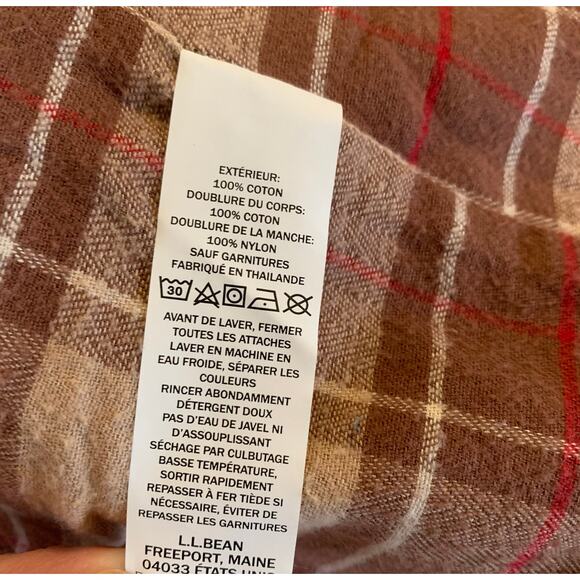 EXTÉRIEUR:
100% COTON
DOUBLURE DU CORPS:
100% COTON
DOUBLURE DE LA MANCHE:
100% NYLON
SAUF GARNITURES
FABRIQUÉ EN THAILANDE
30
AVANT DE LAVER, FERMER
TOUTES LES ATTACHES
LAVER EN MACHINE EN
EAU FROIDE, SÉPARER LES
COULEURS
RINCER ABONDAMMENT
DÉTERGENT DOUX
PAS D'EAU DE JAVEL NI
D'ASSOUPLISSANT
SÉCHAGE PAR CULBUTAGE
BASSE TEMPÉRATURE,
SORTIR RAPIDEMENT
REPASSER À FER TIÈDE SI
NÉCESSAIRE, ÉVITER DE
REPASSER LES GARNITURES
L.L.BEAN
FREEPORT, MAINE
04033 ÉTATS-UNIS